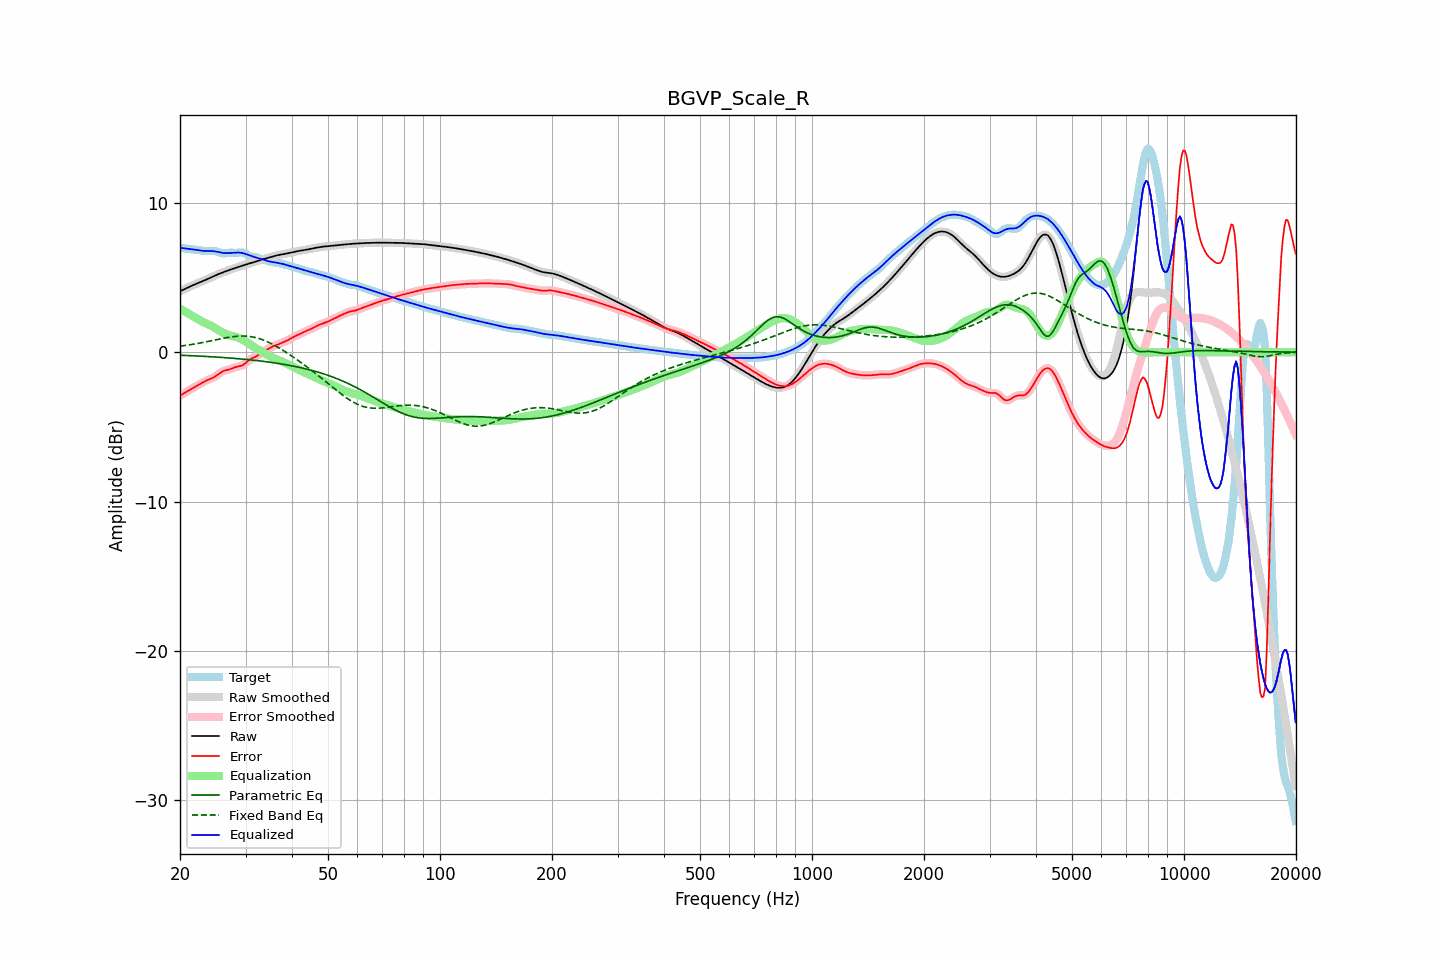 BGVP_Scale_R
Amplitude (dBr)
10
0
−10
−20
−30
Target
Raw Smoothed
Error Smoothed
Raw
Error
Equalization
Parametric Eq
Fixed Band Eq
Equalized
20 50 100 200 500 1000 2000 5000 10000 20000
Frequency (Hz)